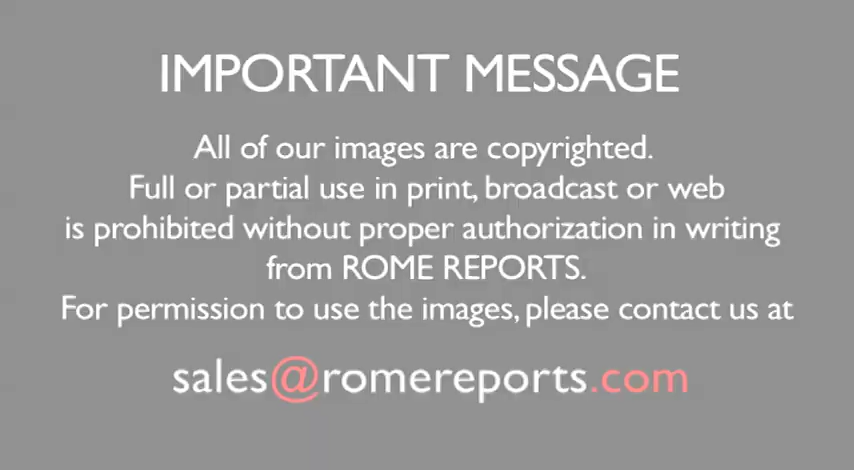 IMPORTANT MESSAGE
All of our images are copyrighted.
Full or partial use in print, broadcast or web
is prohibited without proper authorization in writing
from ROME REPORTS.
For permission to use the images, please contact us at
sales@romereports.com